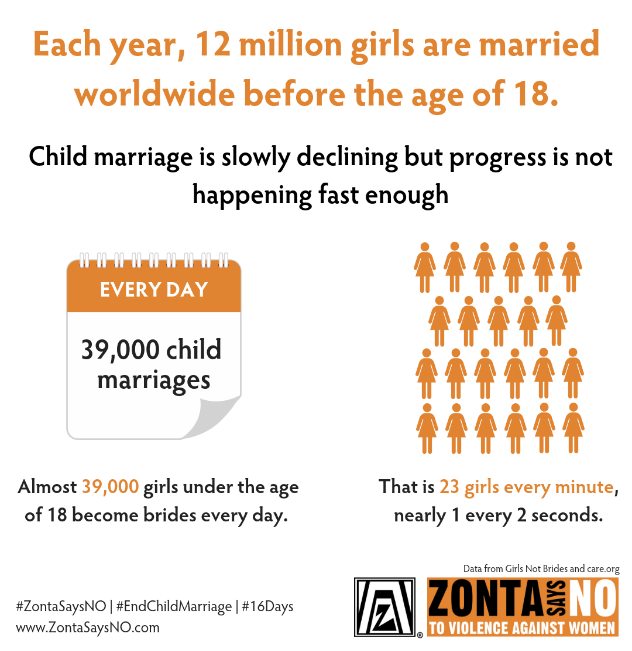 Each year, 12 million girls are married
worldwide before the age of 18.
Child marriage is slowly declining but progress is not
happening fast enough
EVERY DAY
39,000 child
marriages
Almost 39,000 girls under the age
of 18 become brides every day.
That is 23 girls every minute,
nearly 1 every 2 seconds.
Data from Girls Not Brides and care.org
#ZontaSaysNO | #EndChildMarriage | #16Days
www.ZontaSaysNO.com
®
ZONTA SAYS NO
TO VIOLENCE AGAINST WOMEN